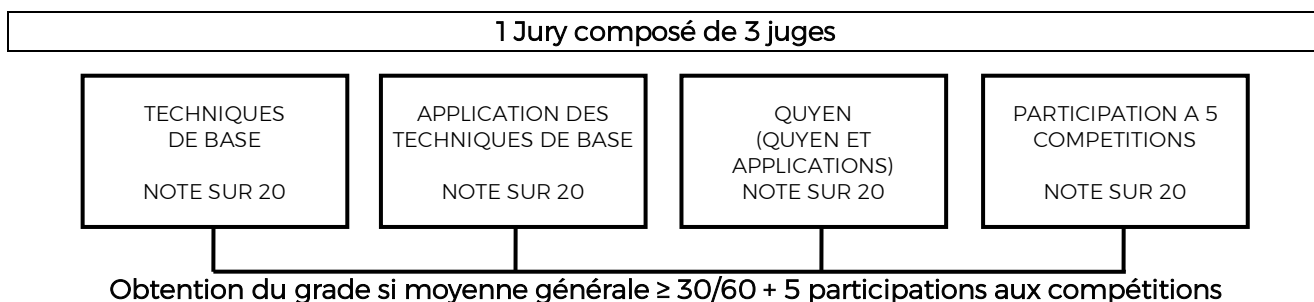 1 Jury composé de 3 juges
TECHNIQUES
DE BASE
NOTE SUR 20
APPLICATION DES
TECHNIQUES DE BASE
NOTE SUR 20
QUYEN
(QUYEN ET
APPLICATIONS)
NOTE SUR 20
PARTICIPATION A 5
COMPETITIONS
NOTE SUR 20
Obtention du grade si moyenne générale ≥ 30/60 + 5 participations aux compétitions